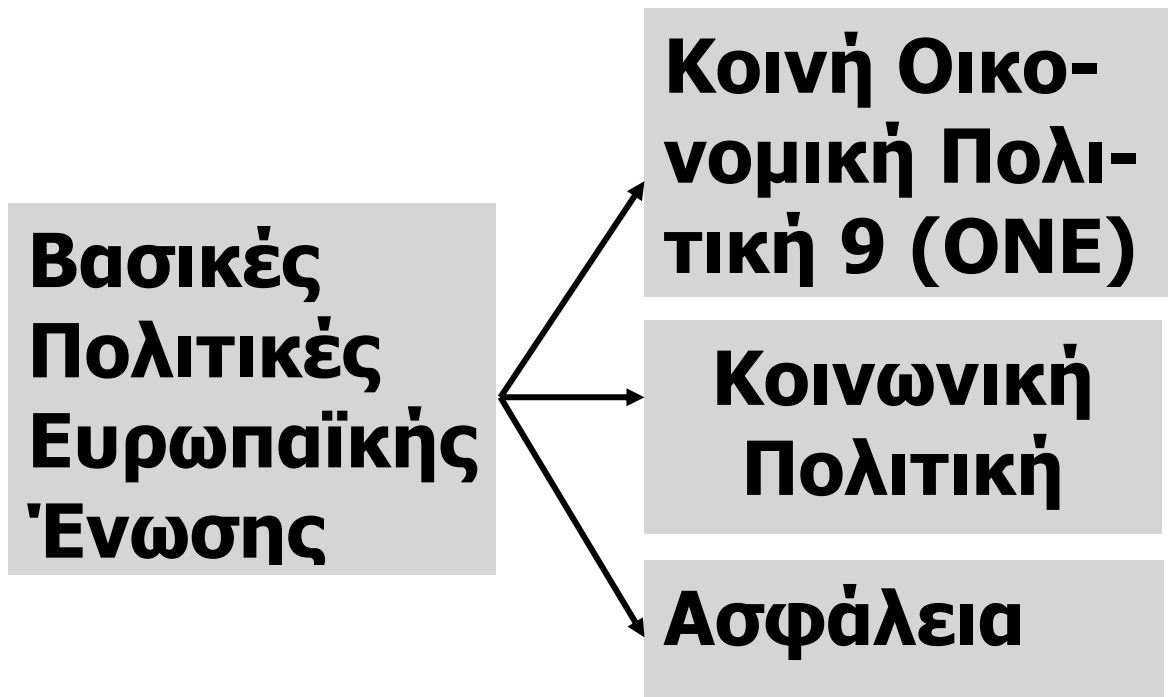 Βασικές
Πολιτικές
Ευρωπαϊκής
Ένωσης
Κοινή Οικο-
νομική Πολι-
τική 9 (ΟΝΕ)
Κοινωνική
Πολιτική
Ασφάλεια